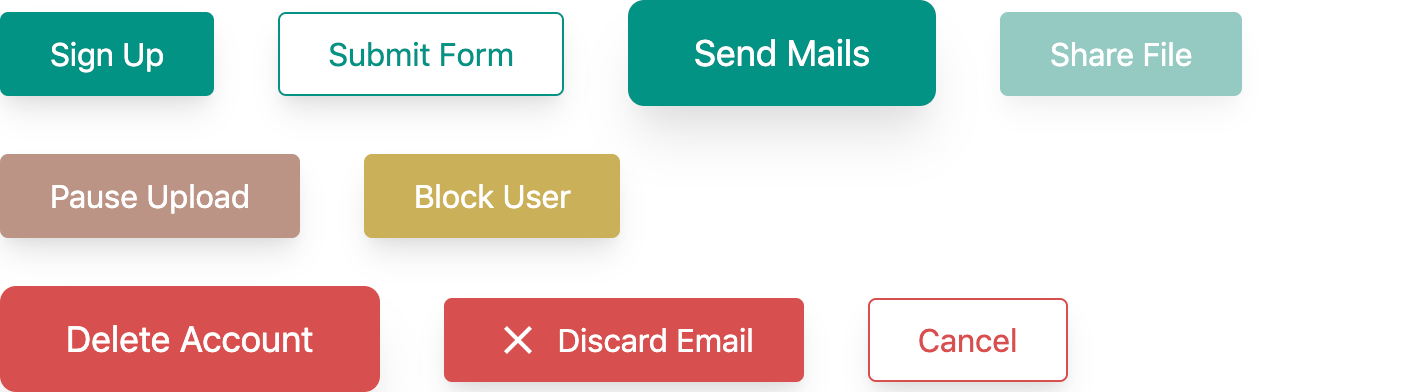 Sign Up
Submit Form
Send Mails
Share File
Pause Upload
Block User
Delete Account
Discard Email
Cancel